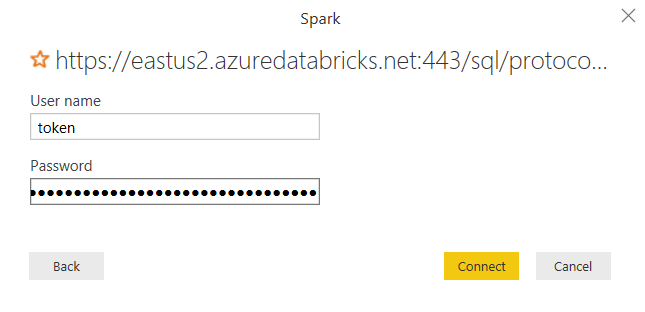 Spark
https://eastus2.azuredatabricks.net:443/sql/protoco...
User name
token
Password
Back
Connect
Cancel